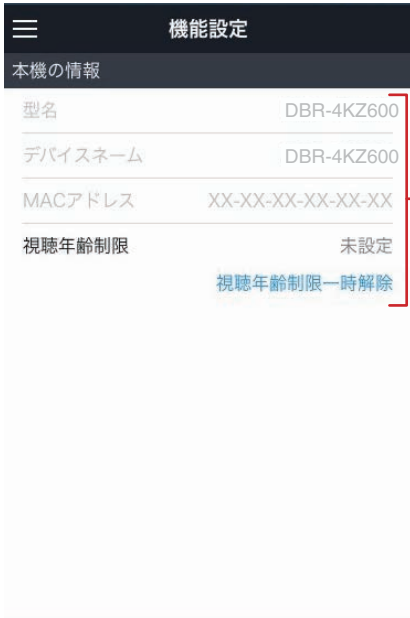 機能設定
本機の情報
型名 DBR-4KZ600
デバイスネーム DBR-4KZ600
MACアドレス XX-XX-XX-XX-XX-XX
視聴年齢制限 未設定
視聴年齢制限一時解除